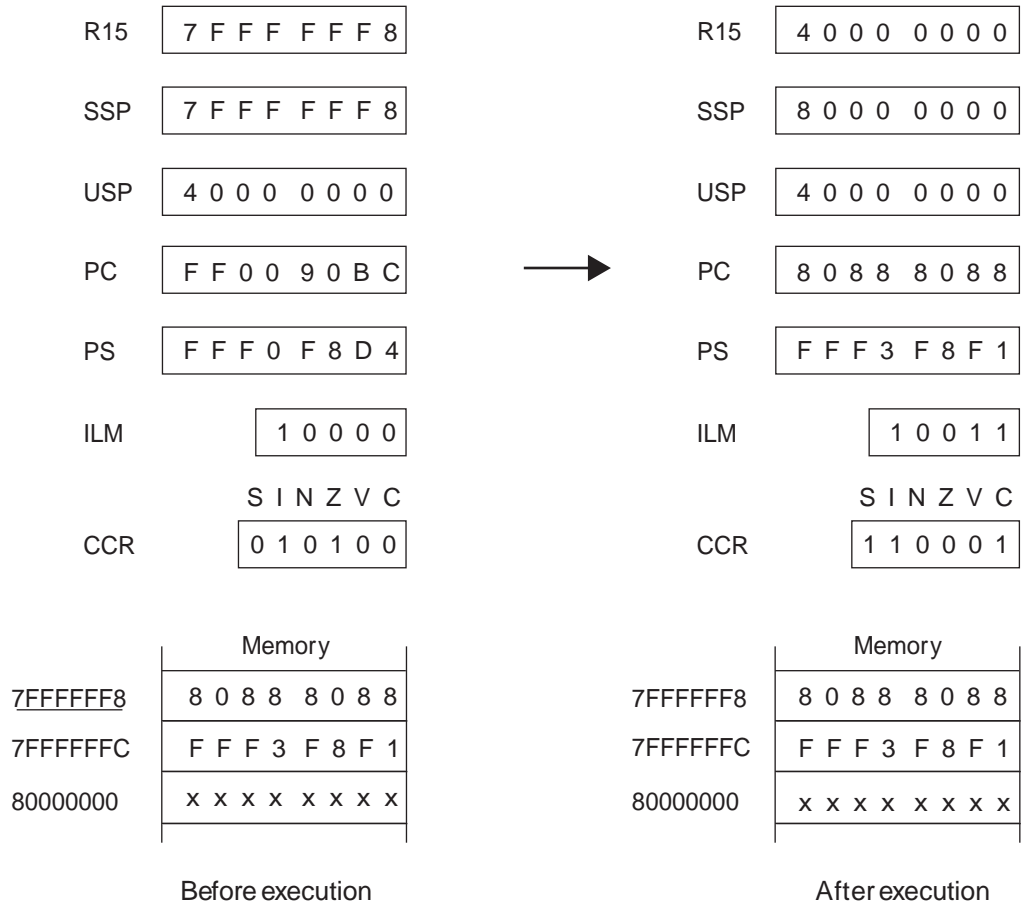 R15 7 F F F F F F 8 R15 4 0 0 0 0 0 0 0
SSP 7 F F F F F F 8 SSP 8 0 0 0 0 0 0 0
USP 4 0 0 0 0 0 0 0 USP 4 0 0 0 0 0 0 0
PC F F 0 0 9 0 B C PC 8 0 8 8 8 0 8 8
PS F F F 0 F 8 D 4 PS F F F 3 F 8 F 1
ILM 1 0 0 0 0 ILM 1 0 0 1 1
S I N Z V C S I N Z V C
CCR 0 1 0 1 0 0 CCR 1 1 0 0 0 1
Memory Memory
7FFFFFF8 8 0 8 8 8 0 8 8 7FFFFFF8 8 0 8 8 8 0 8 8
7FFFFFFC F F F 3 F 8 F 1 7FFFFFFC F F F 3 F 8 F 1
80000000 x x x x x x x x 80000000 x x x x x x x x
Before execution After execution